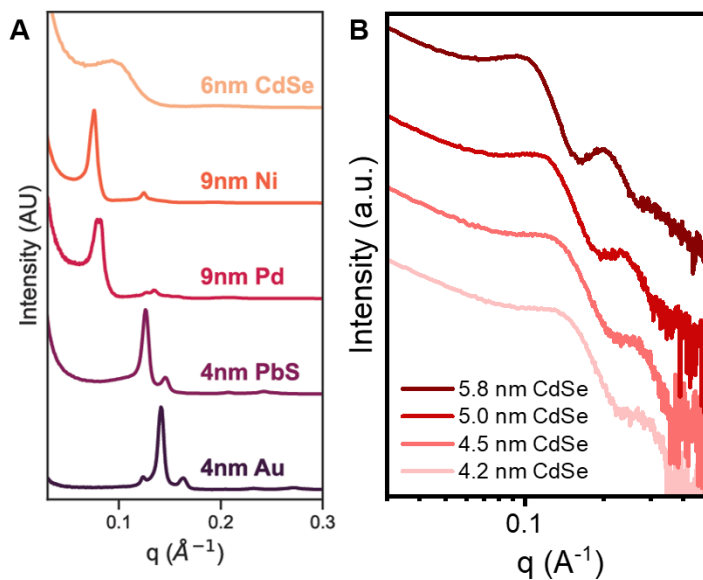 A
6nm CdSe
9nm Ni
9nm Pd
4nm PbS
4nm Au
Intensity (AU)
0.1 0.2 0.3
q (Å⁻¹)
B
5.8 nm CdSe
5.0 nm CdSe
4.5 nm CdSe
4.2 nm CdSe
Intensity (a.u.)
0.1
q (A⁻¹)